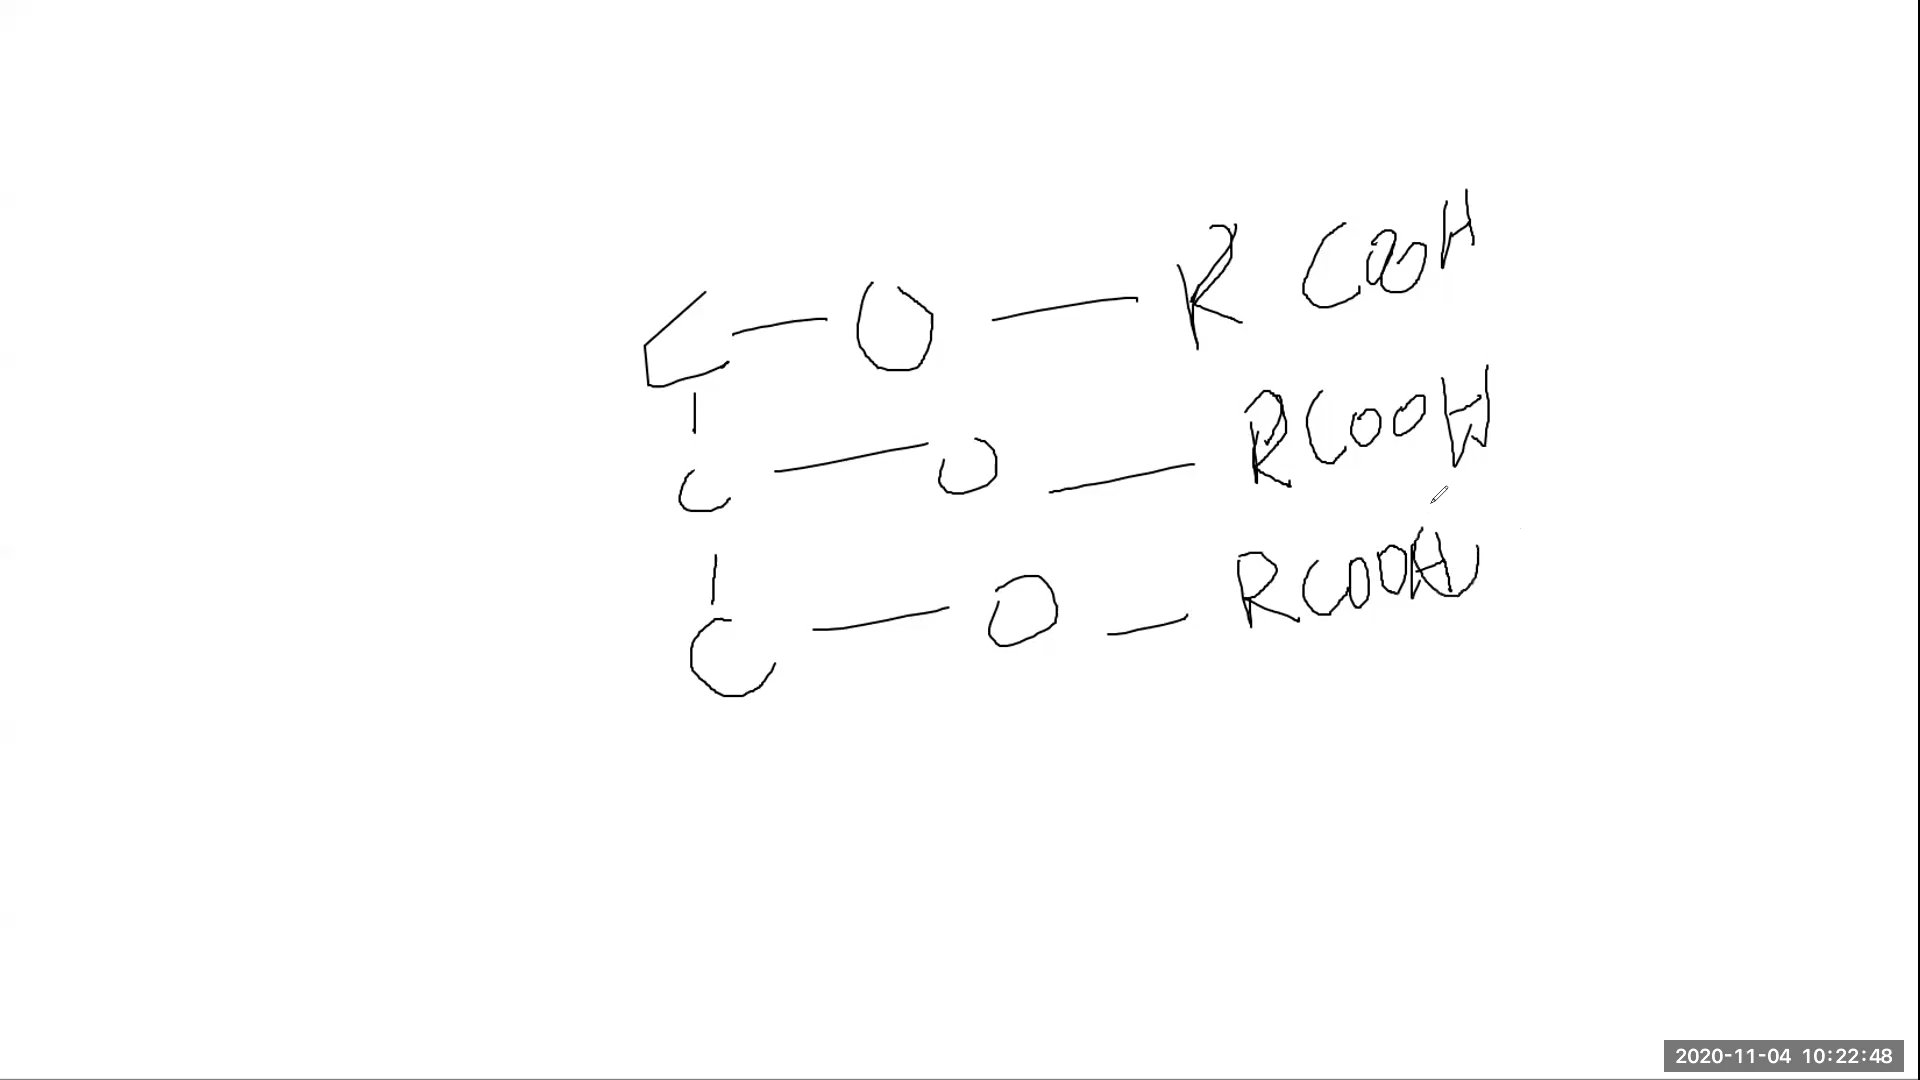 C - O - R COOH
C - O - RCOOH
C - O - RCOOH
2020-11-04 10:22:48